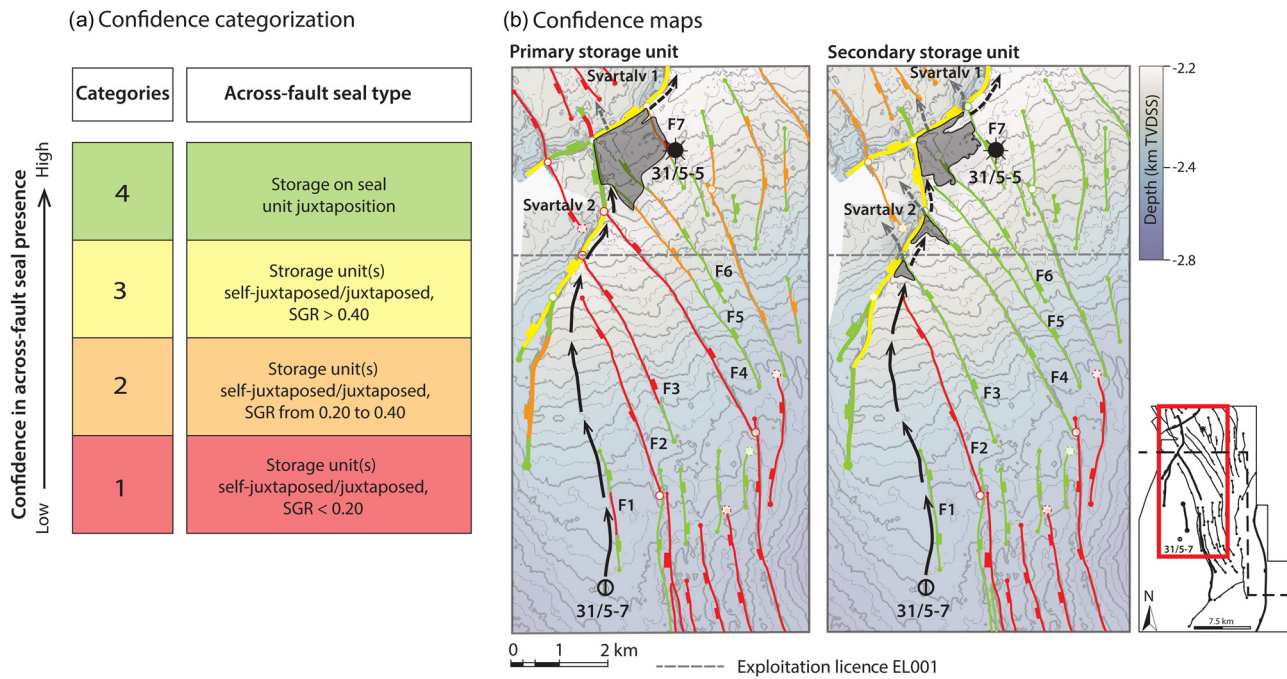 (a) Confidence categorization
Categories
Across-fault seal type
Confidence in across-fault seal presence
Low
High
4
Storage on seal
unit juxtaposition
3
Strorage unit(s)
self-juxtaposed/juxtaposed,
SGR > 0.40
2
Storage unit(s)
self-juxtaposed/juxtaposed,
SGR from 0.20 to 0.40
1
Storage unit(s)
self-juxtaposed/juxtaposed,
SGR < 0.20
(b) Confidence maps
Primary storage unit
Svartalv 1
F7
31/5-5
Svartalv 2
F6
F5
F4
F3
F2
F1
31/5-7
Secondary storage unit
Svartalv 1
F7
31/5-5
Svartalv 2
F6
F5
F4
F3
F2
F1
31/5-7
-2.2
-2.4
-2.8
Depth (km TVDSS)
31/5-7
N
7.5 km
0 1 2 km
Exploitation licence EL001